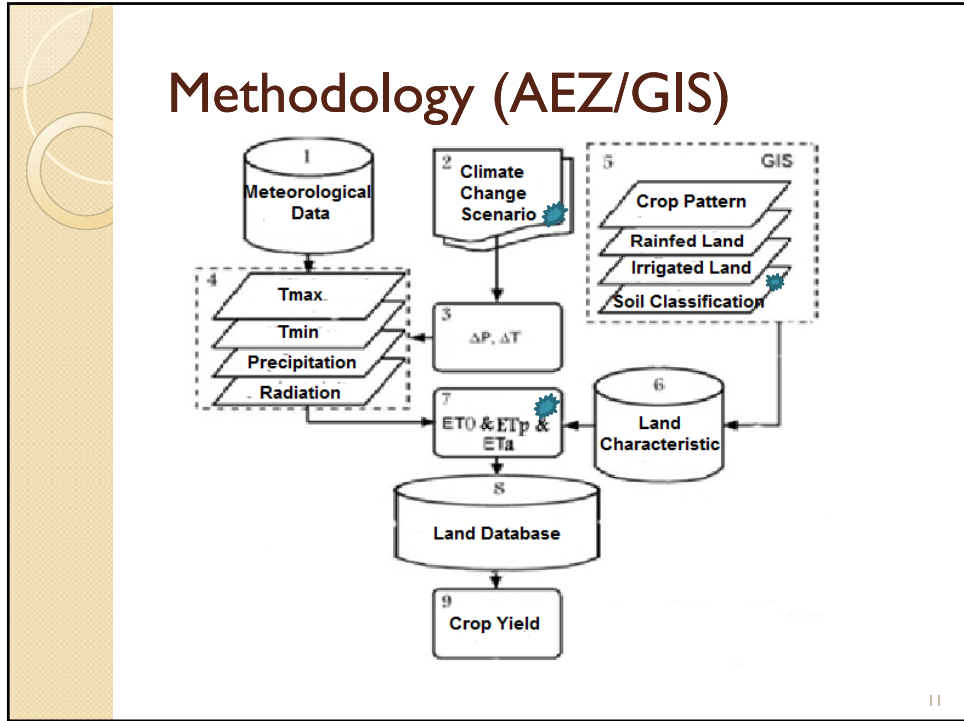 Methodology (AEZ/GIS)
1
Meteorological
Data
2
Climate
Change
Scenario
5
GIS
Crop Pattern
Rainfed Land
Irrigated Land
Soil Classification
4
Tmax
Tmin
Precipitation
Radiation
3
ΔP, ΔT
6
Land
Characteristic
7
ET0 & ETp &
ETa
8
Land Database
9
Crop Yield
11